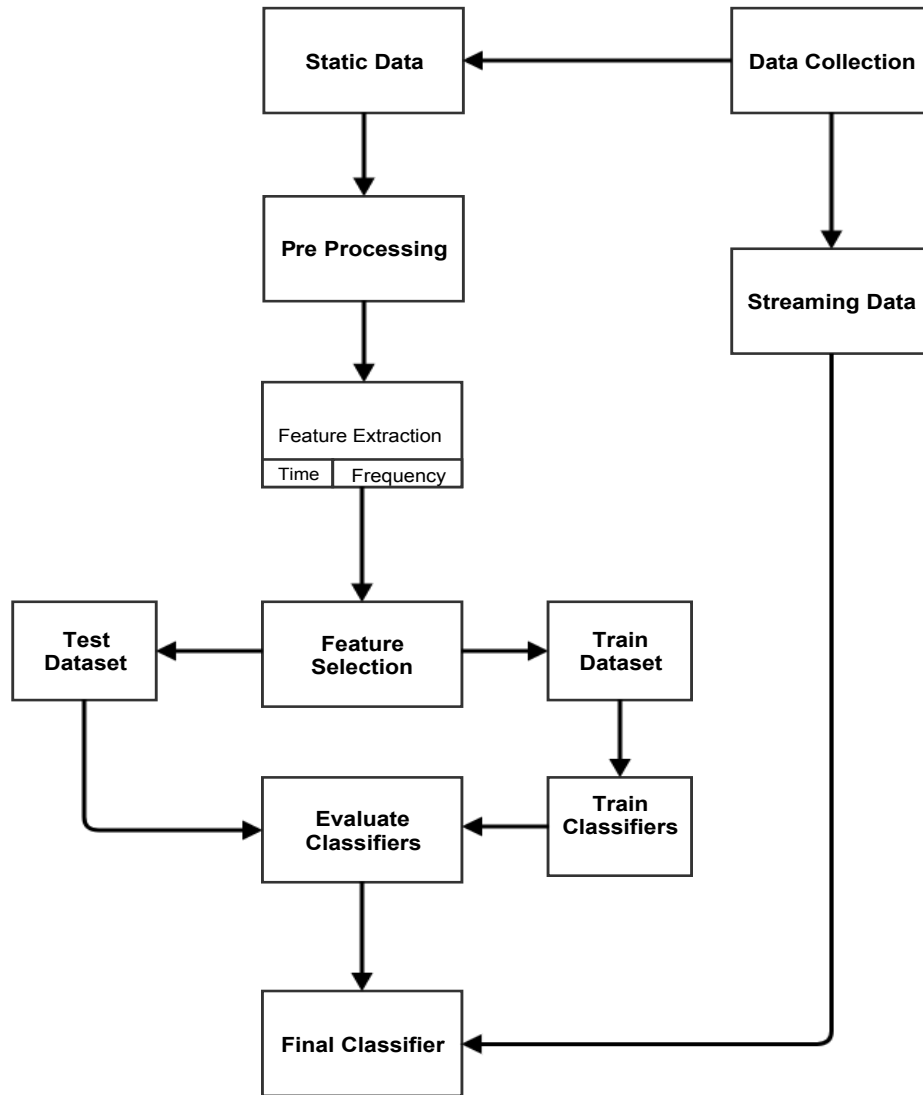 Static Data
Data Collection
Pre Processing
Streaming Data
Feature Extraction
Time
Frequency
Test
Dataset
Feature
Selection
Train
Dataset
Evaluate
Classifiers
Train
Classifiers
Final Classifier